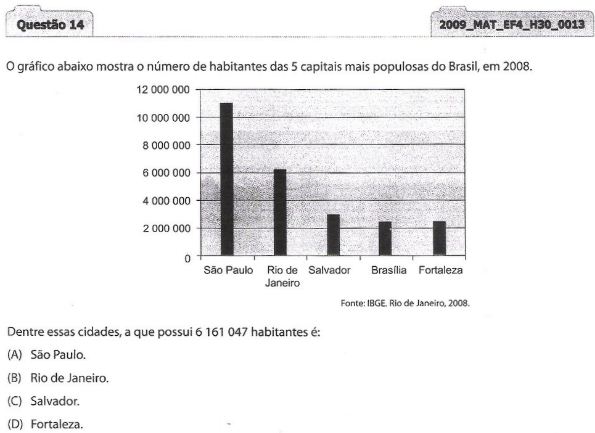 Questão 14
2009_MAT_EF4_H30_0013
O gráfico abaixo mostra o número de habitantes das 5 capitais mais populosas do Brasil, em 2008.
12 000 000
10 000 000
8 000 000
6 000 000
4 000 000
2 000 000
0
São Paulo Rio de Janeiro Salvador Brasília Fortaleza
Fonte: IBGE. Rio de Janeiro, 2008.
Dentre essas cidades, a que possui 6 161 047 habitantes é:
(A) São Paulo.
(B) Rio de Janeiro.
(C) Salvador.
(D) Fortaleza.